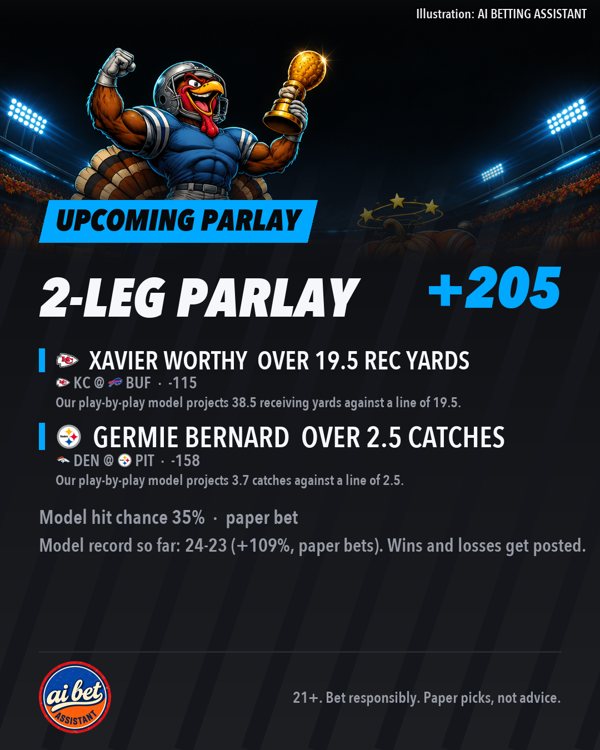 Illustration: AI BETTING ASSISTANT
UPCOMING PARLAY
2-LEG PARLAY
+205
XAVIER WORTHY OVER 19.5 REC YARDS
KC @ BUF · -115
Our play-by-play model projects 38.5 receiving yards against a line of 19.5.
GERMIE BERNARD OVER 2.5 CATCHES
DEN @ PIT · -158
Our play-by-play model projects 3.7 catches against a line of 2.5.
Model hit chance 35% · paper bet
Model record so far: 24-23 (+109%, paper bets). Wins and losses get posted.
ai bet
ASSISTANT
21+. Bet responsibly. Paper picks, not advice.